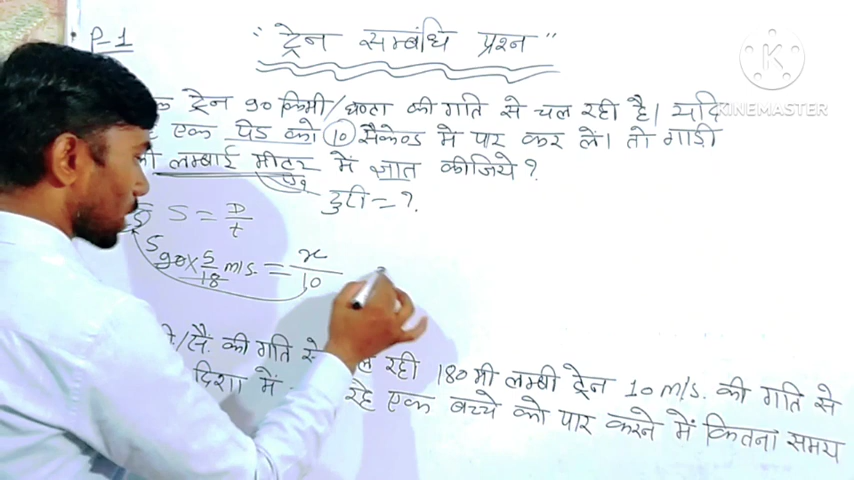 P-1
" ट्रेन सम्बंधि प्रश्न "
K
KINEMASTER
ट्रेन 90 किमी/घण्टा की गति से चल रही है। यदि
एक पेड को 10 सैकेण्ड में पार कर लें। तो गाडी
की लम्बाई मीटर में ज्ञात कीजिये?
दुरी = ?
S = D/t
5
90 × 5/18 m/s. = x/10
/सै. की गति से रही 180 मी लम्बी ट्रेन 10 m/s. की गति से
दिशा में रहे एक बच्चे को पार करने में कितना समय